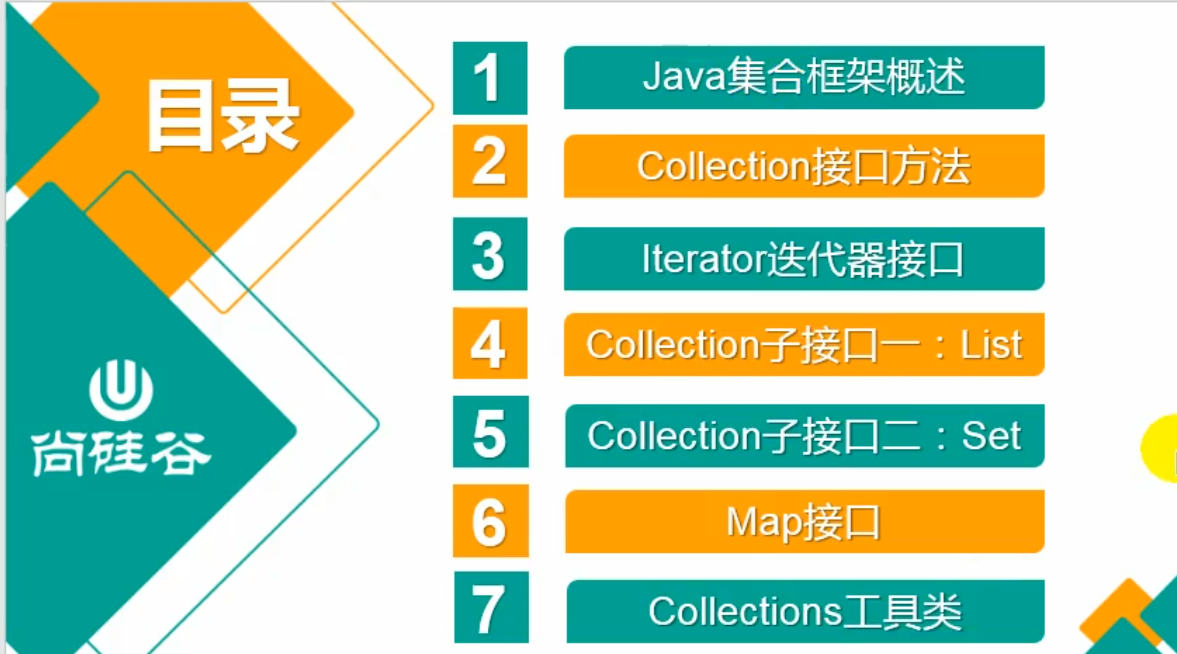 目录
尚硅谷
1 Java集合框架概述
2 Collection接口方法
3 Iterator迭代器接口
4 Collection子接口一：List
5 Collection子接口二：Set
6 Map接口
7 Collections工具类